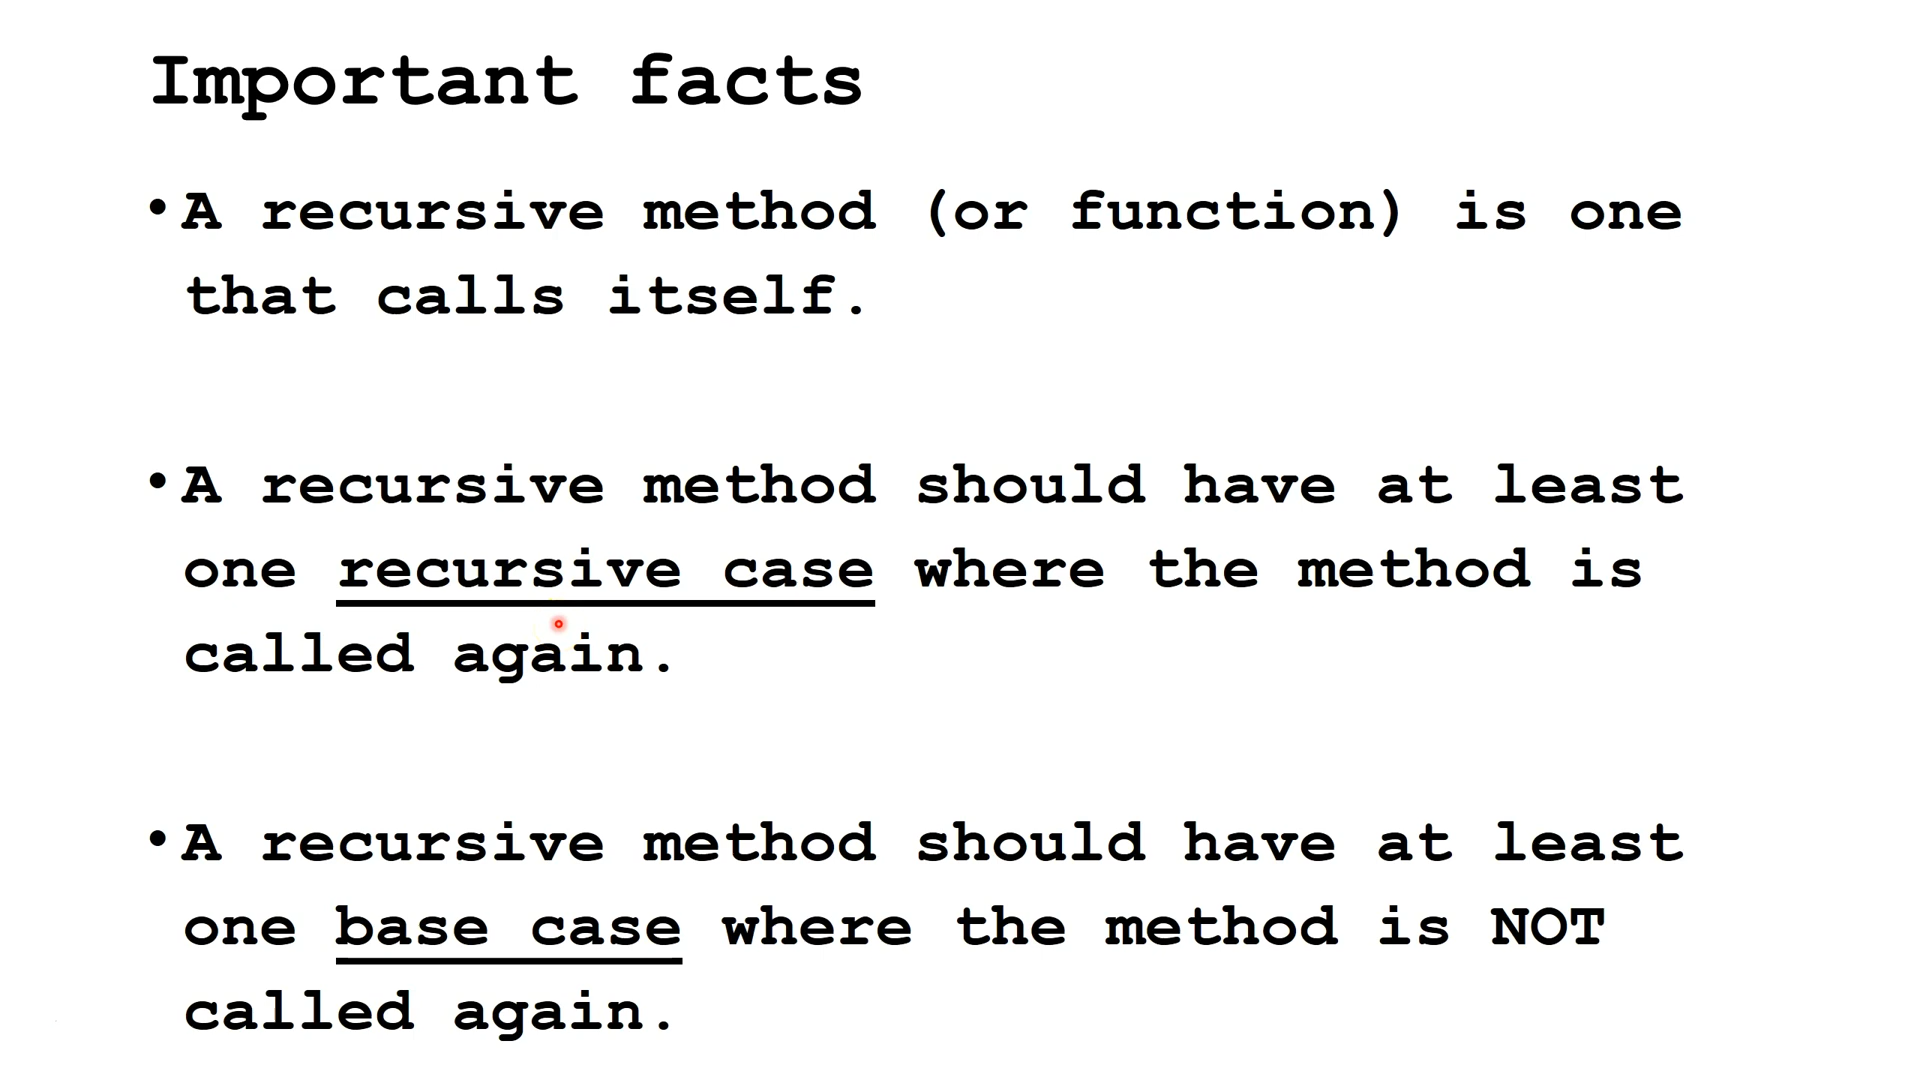 Important facts
• A recursive method (or function) is one
that calls itself.
• A recursive method should have at least
one recursive case where the method is
called again.
• A recursive method should have at least
one base case where the method is NOT
called again.